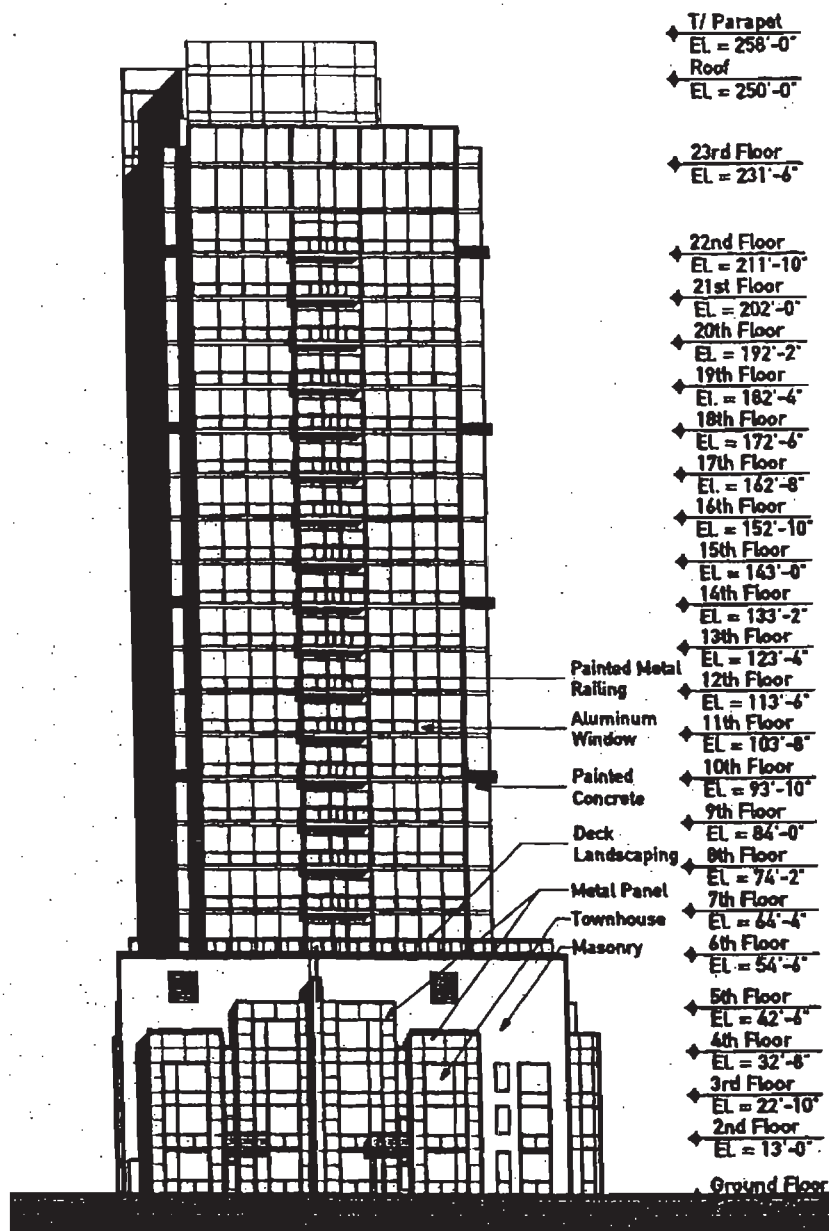 T/ Parapet
EL = 258'-0"
Roof
EL = 250'-0"
23rd Floor
EL = 231'-6"
22nd Floor
EL = 211'-10"
21st Floor
EL = 202'-0"
20th Floor
EL = 192'-2"
19th Floor
EL = 182'-4"
18th Floor
EL = 172'-6"
17th Floor
EL = 162'-8"
16th Floor
EL = 152'-10"
15th Floor
EL = 143'-0"
14th Floor
EL = 133'-2"
13th Floor
EL = 123'-4"
12th Floor
EL = 113'-6"
11th Floor
EL = 103'-8"
10th Floor
EL = 93'-10"
9th Floor
EL = 84'-0"
8th Floor
EL = 74'-2"
7th Floor
EL = 64'-4"
6th Floor
EL = 54'-6"
5th Floor
EL = 42'-6"
4th Floor
EL = 32'-8"
3rd Floor
EL = 22'-10"
2nd Floor
EL = 13'-0"
Ground Floor
Painted Metal
Railing
Aluminum
Window
Painted
Concrete
Deck
Landscaping
Metal Panel
Townhouse
Masonry